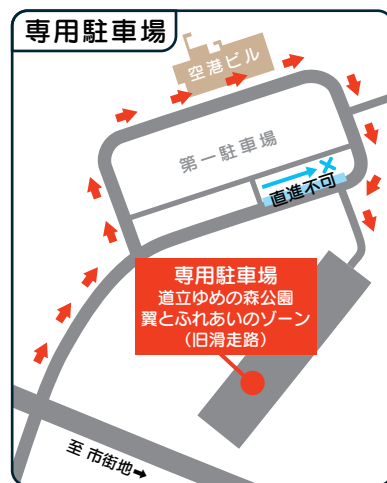 専用駐車場
空港ビル
第一駐車場
直進不可
専用駐車場
道立ゆめの森公園
翼とふれあいのゾーン
（旧滑走路）
至 市街地➡